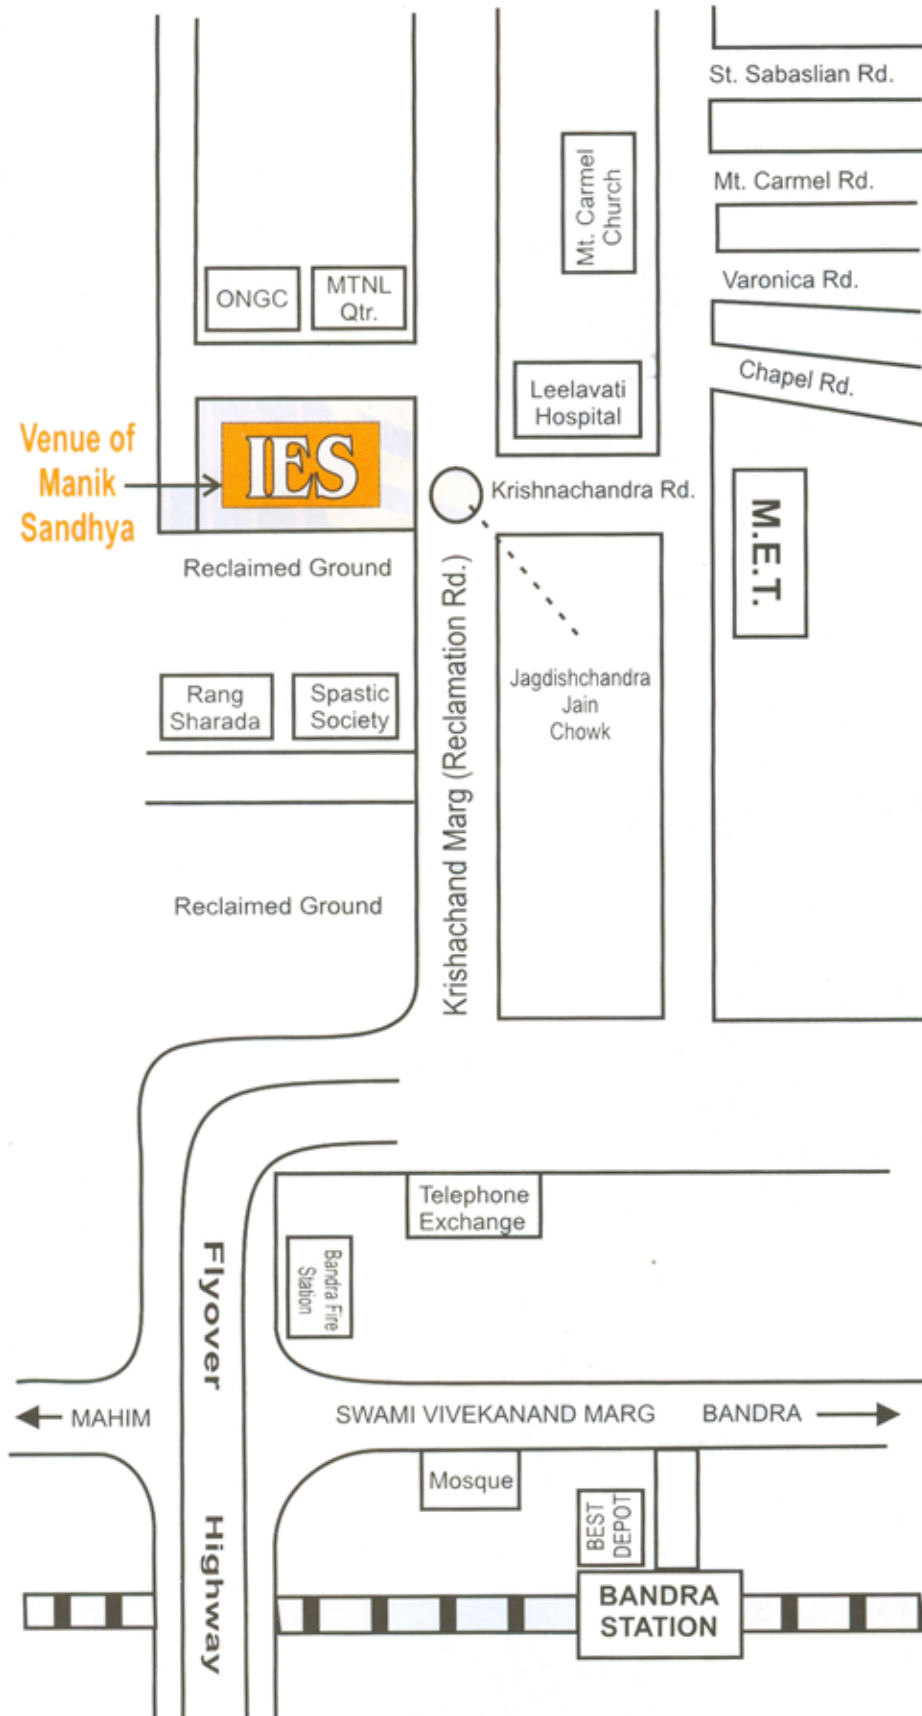 St. Sabaslian Rd.
Mt. Carmel
Church
Mt. Carmel Rd.
Varonica Rd.
ONGC
MTNL
Qtr.
Chapel Rd.
Leelavati
Hospital
Venue of
Manik
Sandhya
IES
Krishnachandra Rd.
M.E.T.
Reclaimed Ground
Krishachand Marg (Reclamation Rd.)
Rang
Sharada
Spastic
Society
Jagdishchandra
Jain
Chowk
Reclaimed Ground
Telephone
Exchange
Bandra Fire
Station
Flyover
MAHIM
SWAMI VIVEKANAND MARG
BANDRA
Mosque
BEST
DEPOT
Highway
BANDRA
STATION